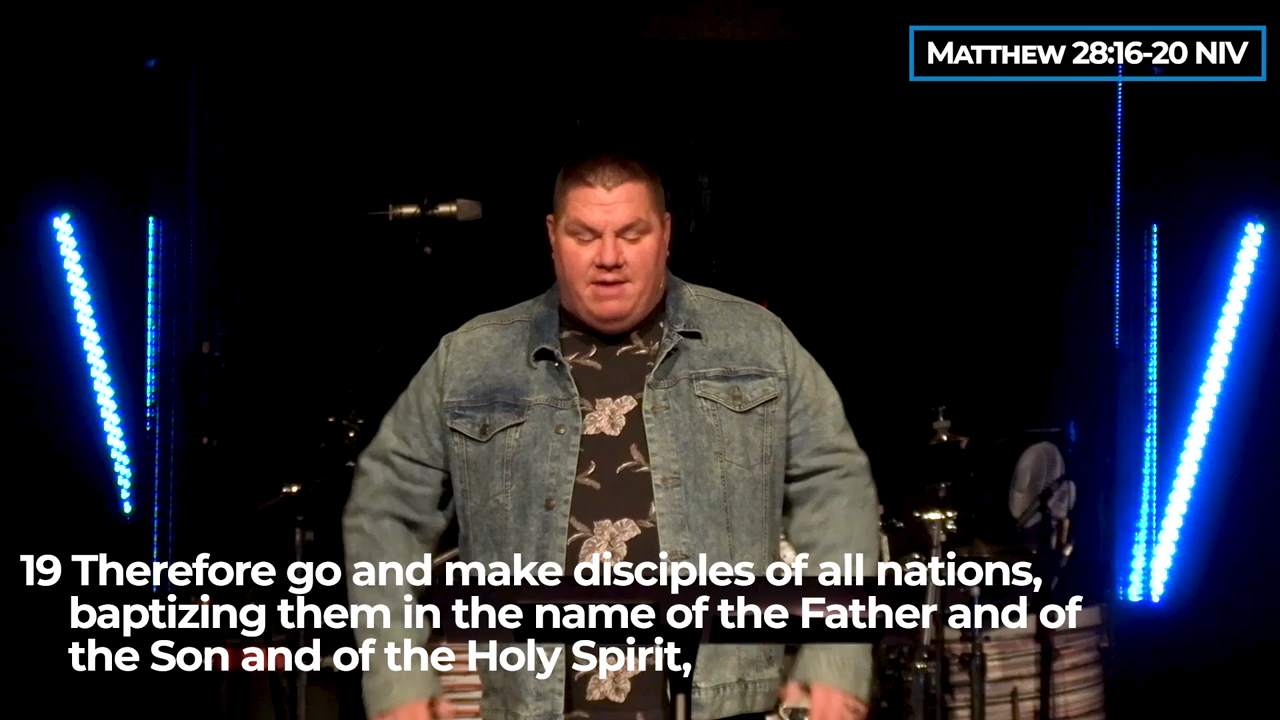 Matthew 28:16-20 NIV
19 Therefore go and make disciples of all nations,
baptizing them in the name of the Father and of
the Son and of the Holy Spirit,